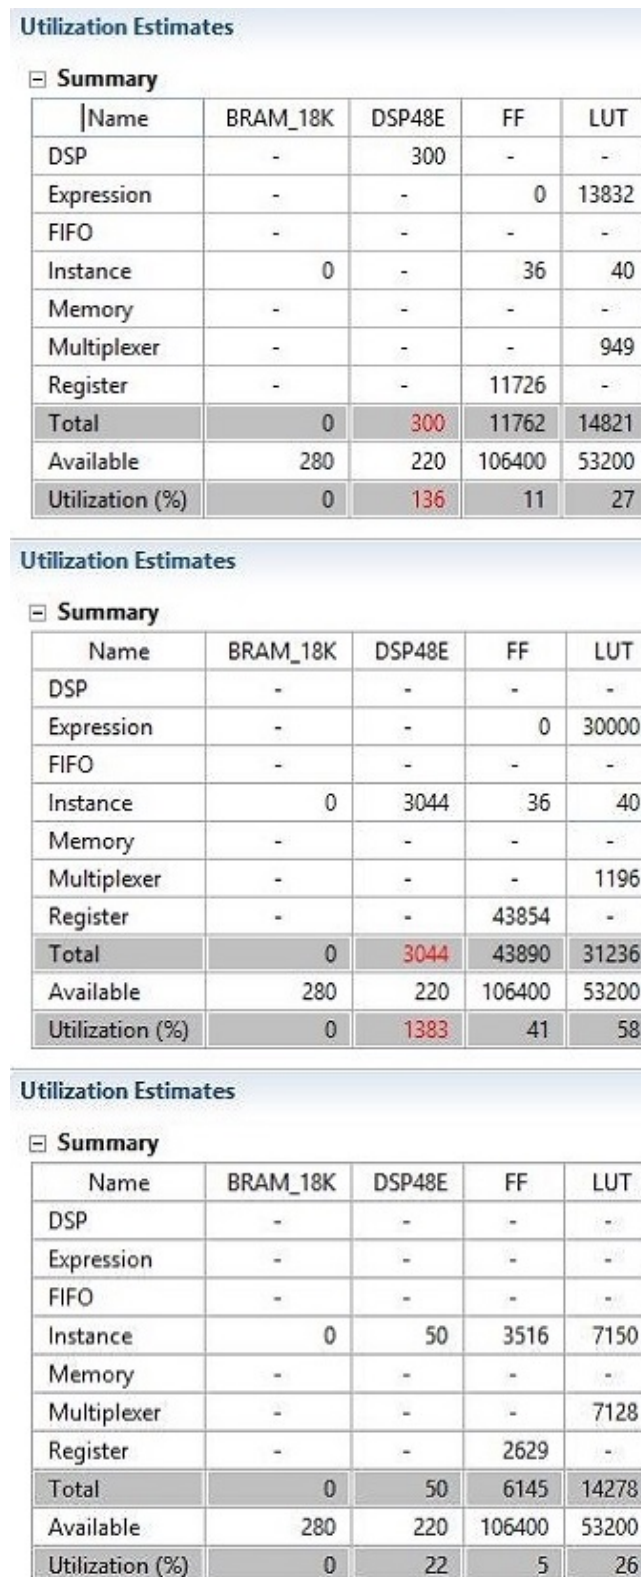 Utilization Estimates
Summary
Name BRAM_18K DSP48E FF LUT
DSP - 300 - -
Expression - - 0 13832
FIFO - - - -
Instance 0 - 36 40
Memory - - - -
Multiplexer - - - 949
Register - - 11726 -
Total 0 300 11762 14821
Available 280 220 106400 53200
Utilization (%) 0 136 11 27
Utilization Estimates
Summary
Name BRAM_18K DSP48E FF LUT
DSP - - - -
Expression - - 0 30000
FIFO - - - -
Instance 0 3044 36 40
Memory - - - -
Multiplexer - - - 1196
Register - - 43854 -
Total 0 3044 43890 31236
Available 280 220 106400 53200
Utilization (%) 0 1383 41 58
Utilization Estimates
Summary
Name BRAM_18K DSP48E FF LUT
DSP - - - -
Expression - - - -
FIFO - - - -
Instance 0 50 3516 7150
Memory - - - -
Multiplexer - - - 7128
Register - - 2629 -
Total 0 50 6145 14278
Available 280 220 106400 53200
Utilization (%) 0 22 5 26